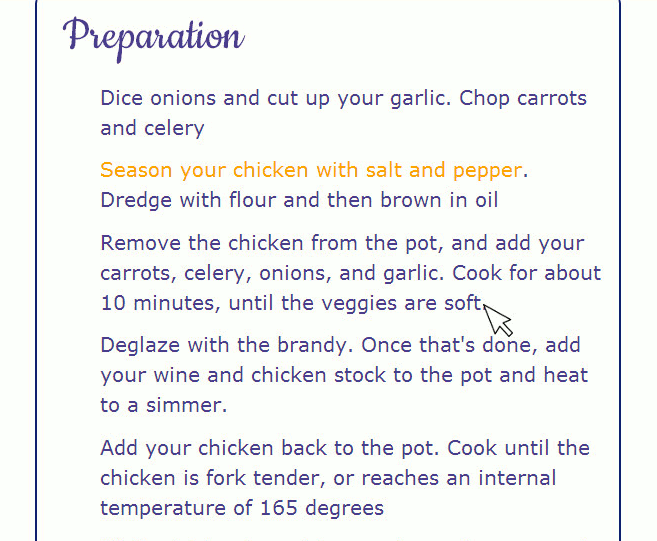 Preparation
Dice onions and cut up your garlic. Chop carrots
and celery
Season your chicken with salt and pepper.
Dredge with flour and then brown in oil
Remove the chicken from the pot, and add your
carrots, celery, onions, and garlic. Cook for about
10 minutes, until the veggies are soft.
Deglaze with the brandy. Once that's done, add
your wine and chicken stock to the pot and heat
to a simmer.
Add your chicken back to the pot. Cook until the
chicken is fork tender, or reaches an internal
temperature of 165 degrees